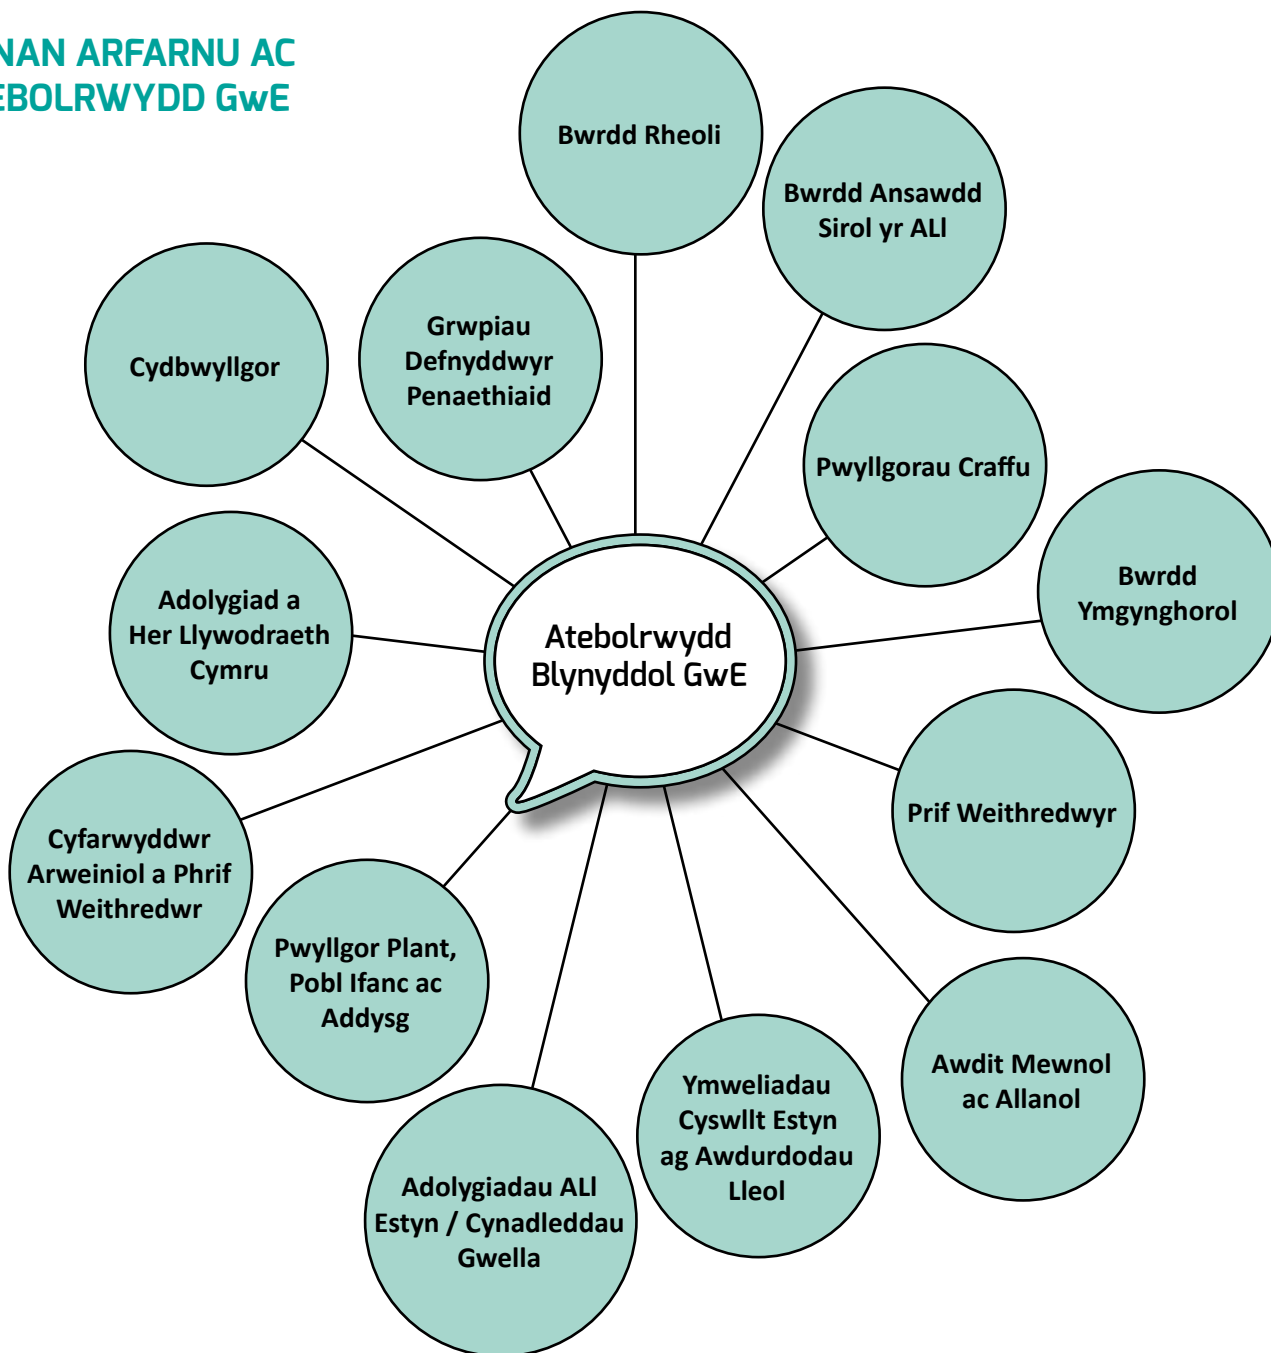 NAN ARFARNU AC
EBOLRWYDD GwE
Bwrdd Rheoli
Bwrdd Ansawdd
Sirol yr ALl
Grwpiau
Defnyddwyr
Penaethiaid
Cydbwyllgor
Pwyllgorau Craffu
Bwrdd
Ymgynghorol
Adolygiad a
Her Llywodraeth
Cymru
Atebolrwydd
Blynyddol GwE
Prif Weithredwyr
Cyfarwyddwr
Arweiniol a Phrif
Weithredwr
Pwyllgor Plant,
Pobl Ifanc ac
Addysg
Awdit Mewnol
ac Allanol
Ymweliadau
Cyswllt Estyn
ag Awdurdodau
Lleol
Adolygiadau ALl
Estyn / Cynadleddau
Gwella